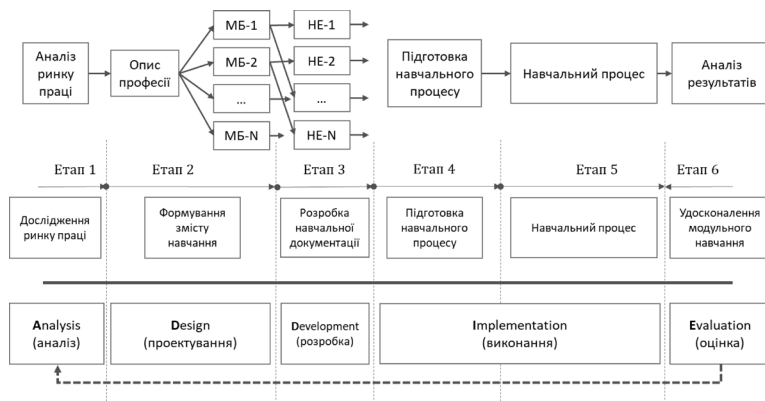 Аналіз
ринку
праці
Опис
професії
МБ-1
МБ-2
...
МБ-N
НЕ-1
НЕ-2
...
НЕ-N
Підготовка
навчального
процесу
Навчальний процес
Аналіз
результатів
Етап 1
Етап 2
Етап 3
Етап 4
Етап 5
Етап 6
Дослідження
ринку праці
Формування
змісту
навчання
Розробка
навчальної
документації
Підготовка
навчального
процесу
Навчальний процес
Удосконалення
модульного
навчання
Analysis
(аналіз)
Design
(проектування)
Development
(розробка)
Implementation
(виконання)
Evaluation
(оцінка)